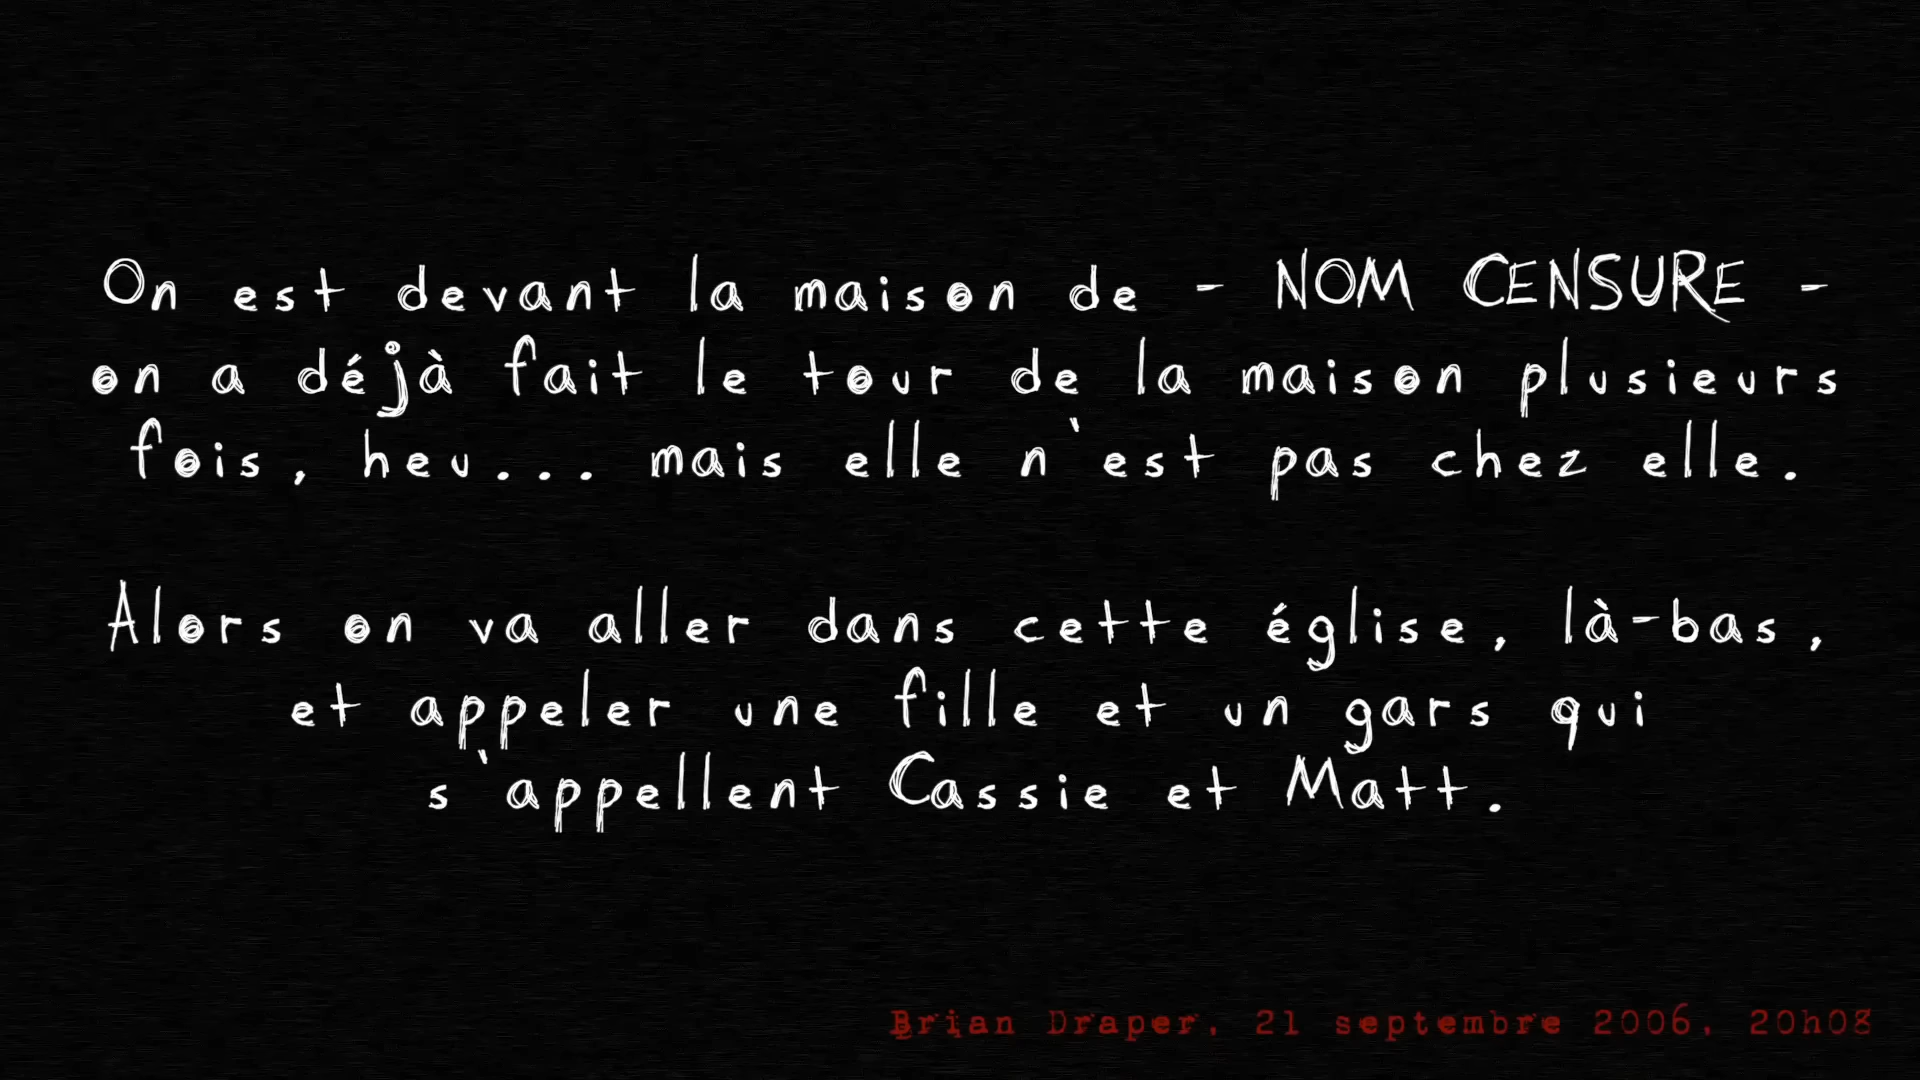 On est devant la maison de - NOM CENSURE -
on a déjà fait le tour de la maison plusieurs
fois, heu... mais elle n'est pas chez elle.
Alors on va aller dans cette église, là-bas,
et appeler une fille et un gars qui
s'appellent Cassie et Matt.
Brian Draper, 21 septembre 2006, 20h08